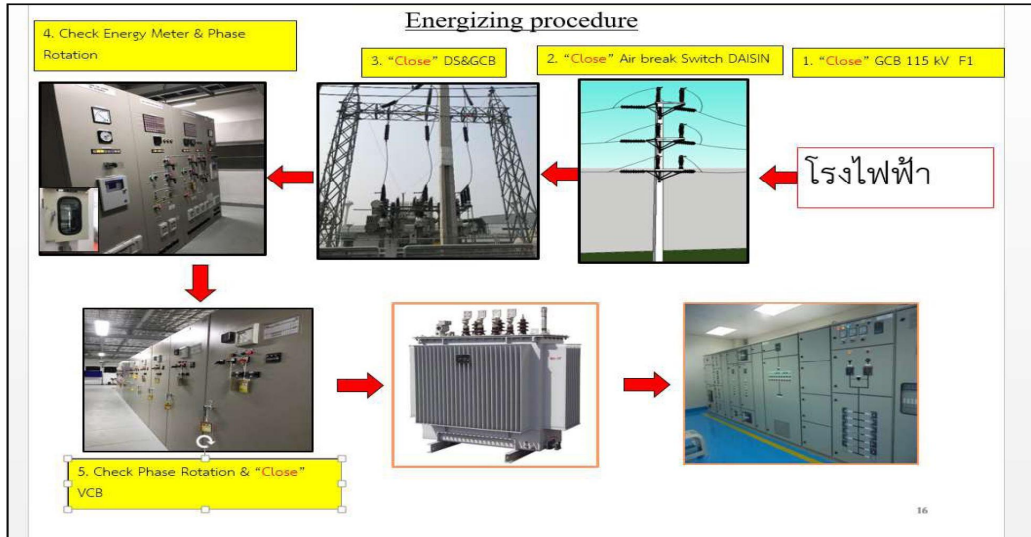 Energizing procedure
4. Check Energy Meter & Phase
Rotation
3. “Close” DS&GCB
2. “Close” Air break Switch DAISIN
1. “Close” GCB 115 kV F1
โรงไฟฟ้า
5. Check Phase Rotation & “Close”
VCB
16